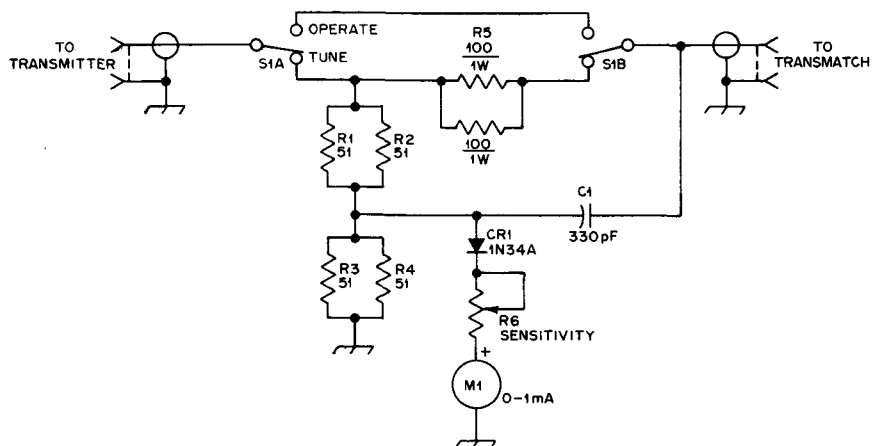 OPERATE
TO
TRANSMITTER
S1A
TUNE
R5
100
1W
S1B
TO
TRANSMATCH
100
1W
R1
51
R2
51
C1
330pF
CR1
1N34A
R3
51
R4
51
R6
SENSITIVITY
+
M1
0-1mA